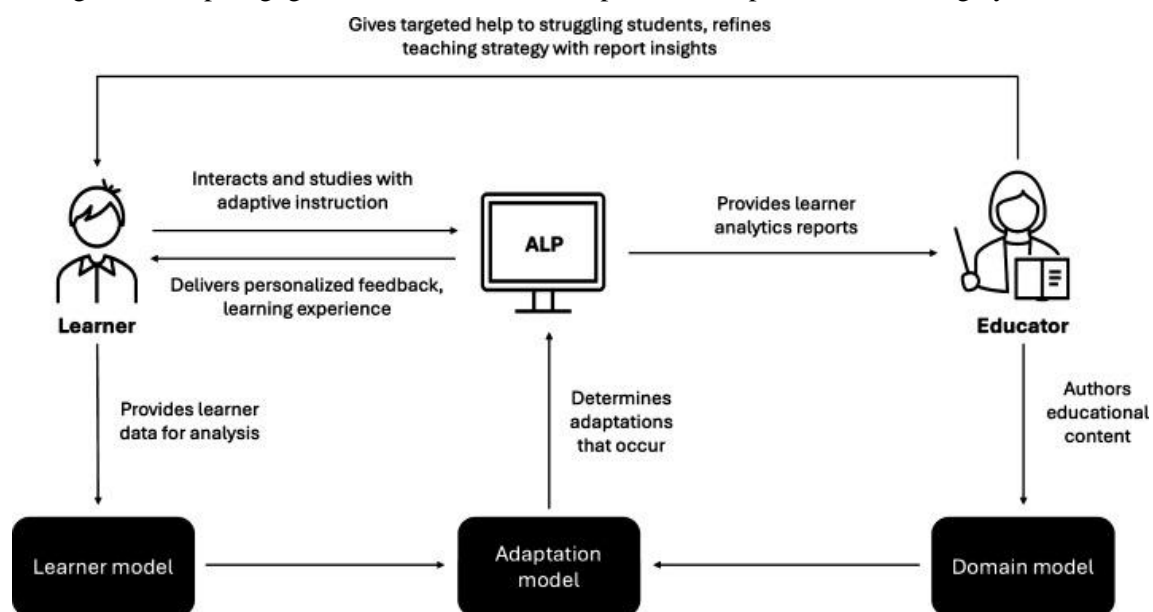 Gives targeted help to struggling students, refines
teaching strategy with report insights
Interacts and studies with
adaptive instruction
ALP
Provides learner
analytics reports
Delivers personalized feedback,
learning experience
Learner
Educator
Provides learner
data for analysis
Determines
adaptations
that occur
Authors
educational
content
Learner model
Adaptation
model
Domain model